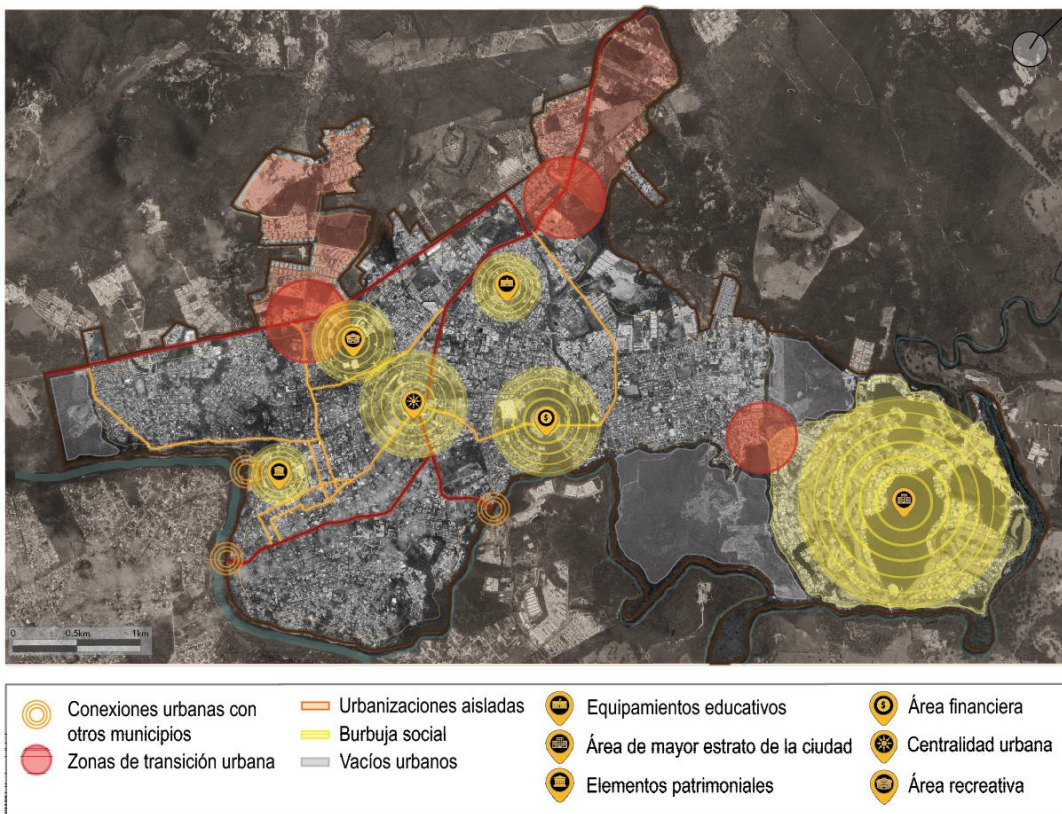 0 0.5km 1km
Conexiones urbanas con
otros municipios
Zonas de transición urbana
Urbanizaciones aisladas
Burbuja social
Vacíos urbanos
Equipamientos educativos
Área de mayor estrato de la ciudad
Elementos patrimoniales
Área financiera
Centralidad urbana
Área recreativa